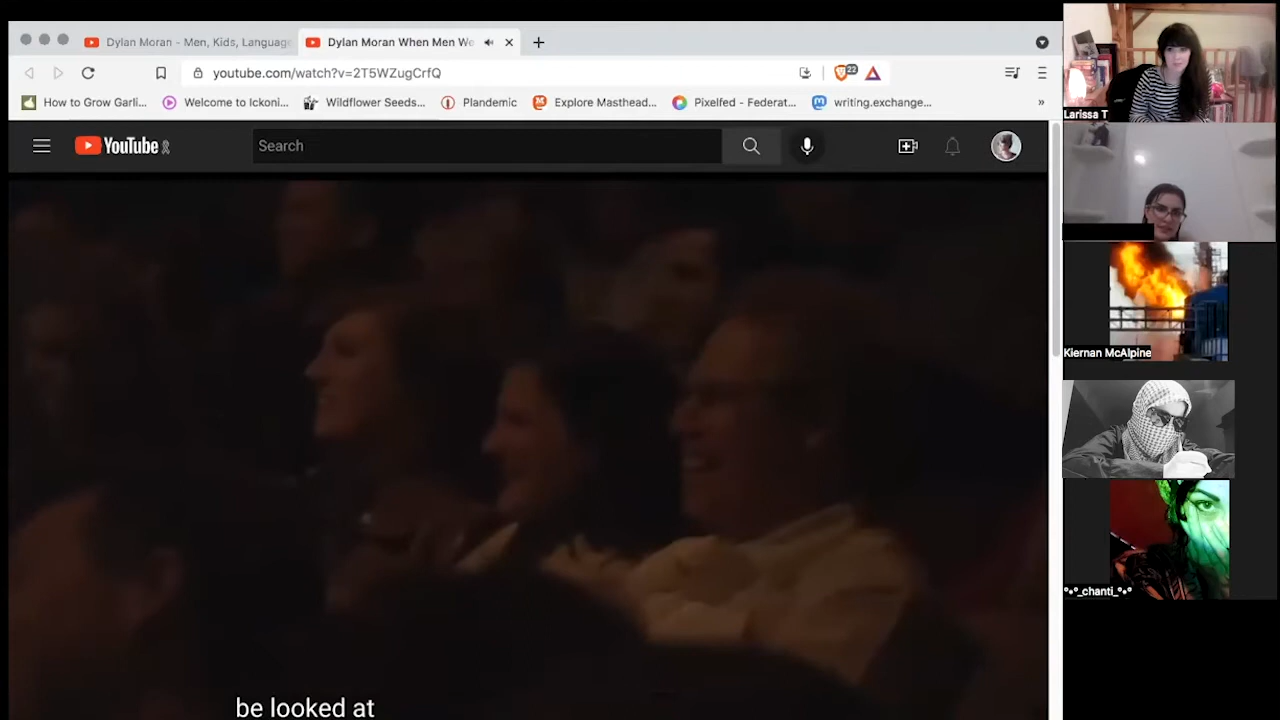 Dylan Moran - Men, Kids, Language
Dylan Moran When Men We
youtube.com/watch?v=2T5WZugCrfQ
22
How to Grow Garli...
Welcome to Ickoni...
Wildflower Seeds...
Plandemic
Explore Masthead...
Pixelfed - Federat...
writing.exchange...
»
YouTube
Search
be looked at
Larissa T
Kiernan McAlpine
°•°_chanti_°•°